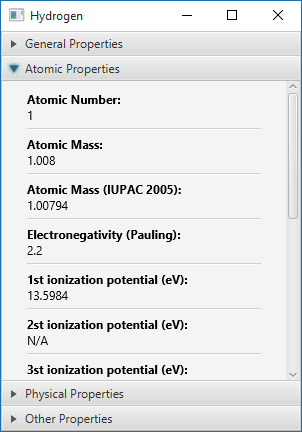 Hydrogen
General Properties
Atomic Properties
Atomic Number:
1
Atomic Mass:
1.008
Atomic Mass (IUPAC 2005):
1.00794
Electronegativity (Pauling):
2.2
1st ionization potential (eV):
13.5984
2st ionization potential (eV):
N/A
3st ionization potential (eV):
Physical Properties
Other Properties